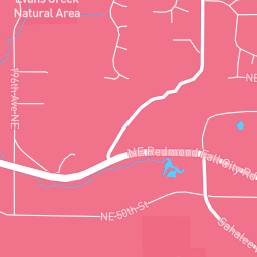 Evans Creek
Natural Area
196th Ave NE
NE
NE Redmond Fall City Rd
NE 50th St
Sahalee